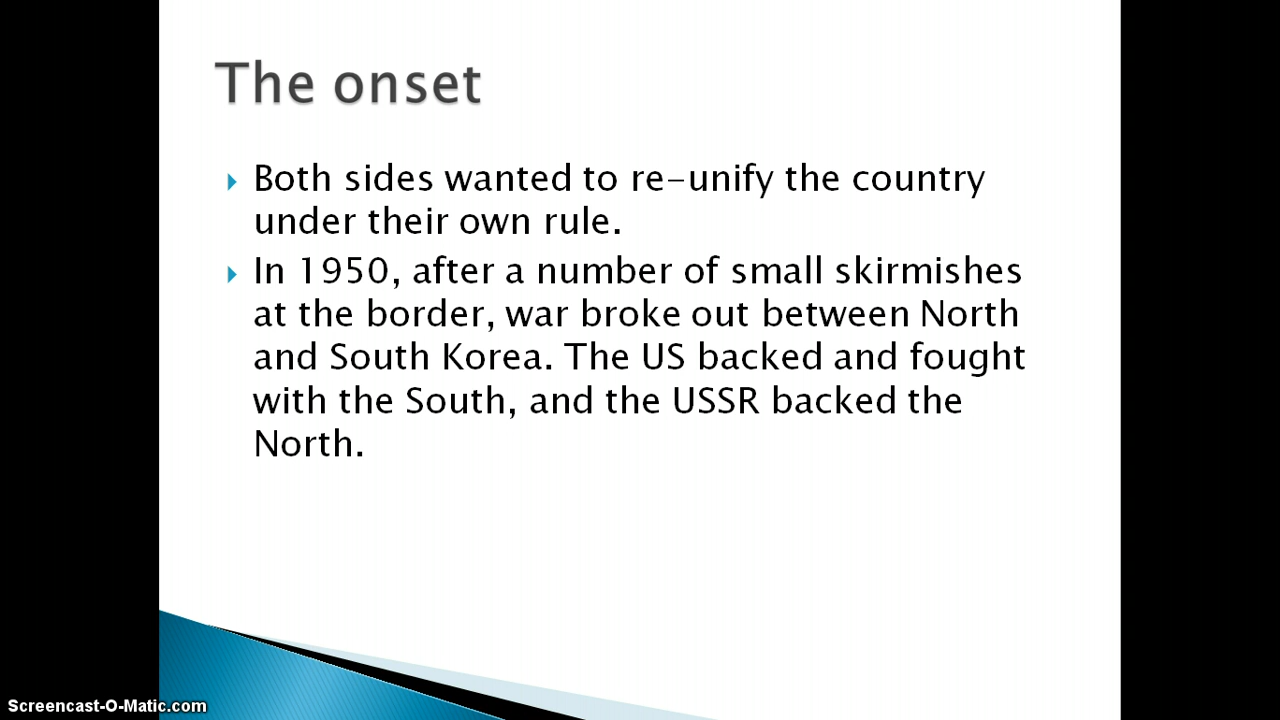 The onset
Both sides wanted to re-unify the country
under their own rule.
In 1950, after a number of small skirmishes
at the border, war broke out between North
and South Korea. The US backed and fought
with the South, and the USSR backed the
North.
Screencast-O-Matic.com